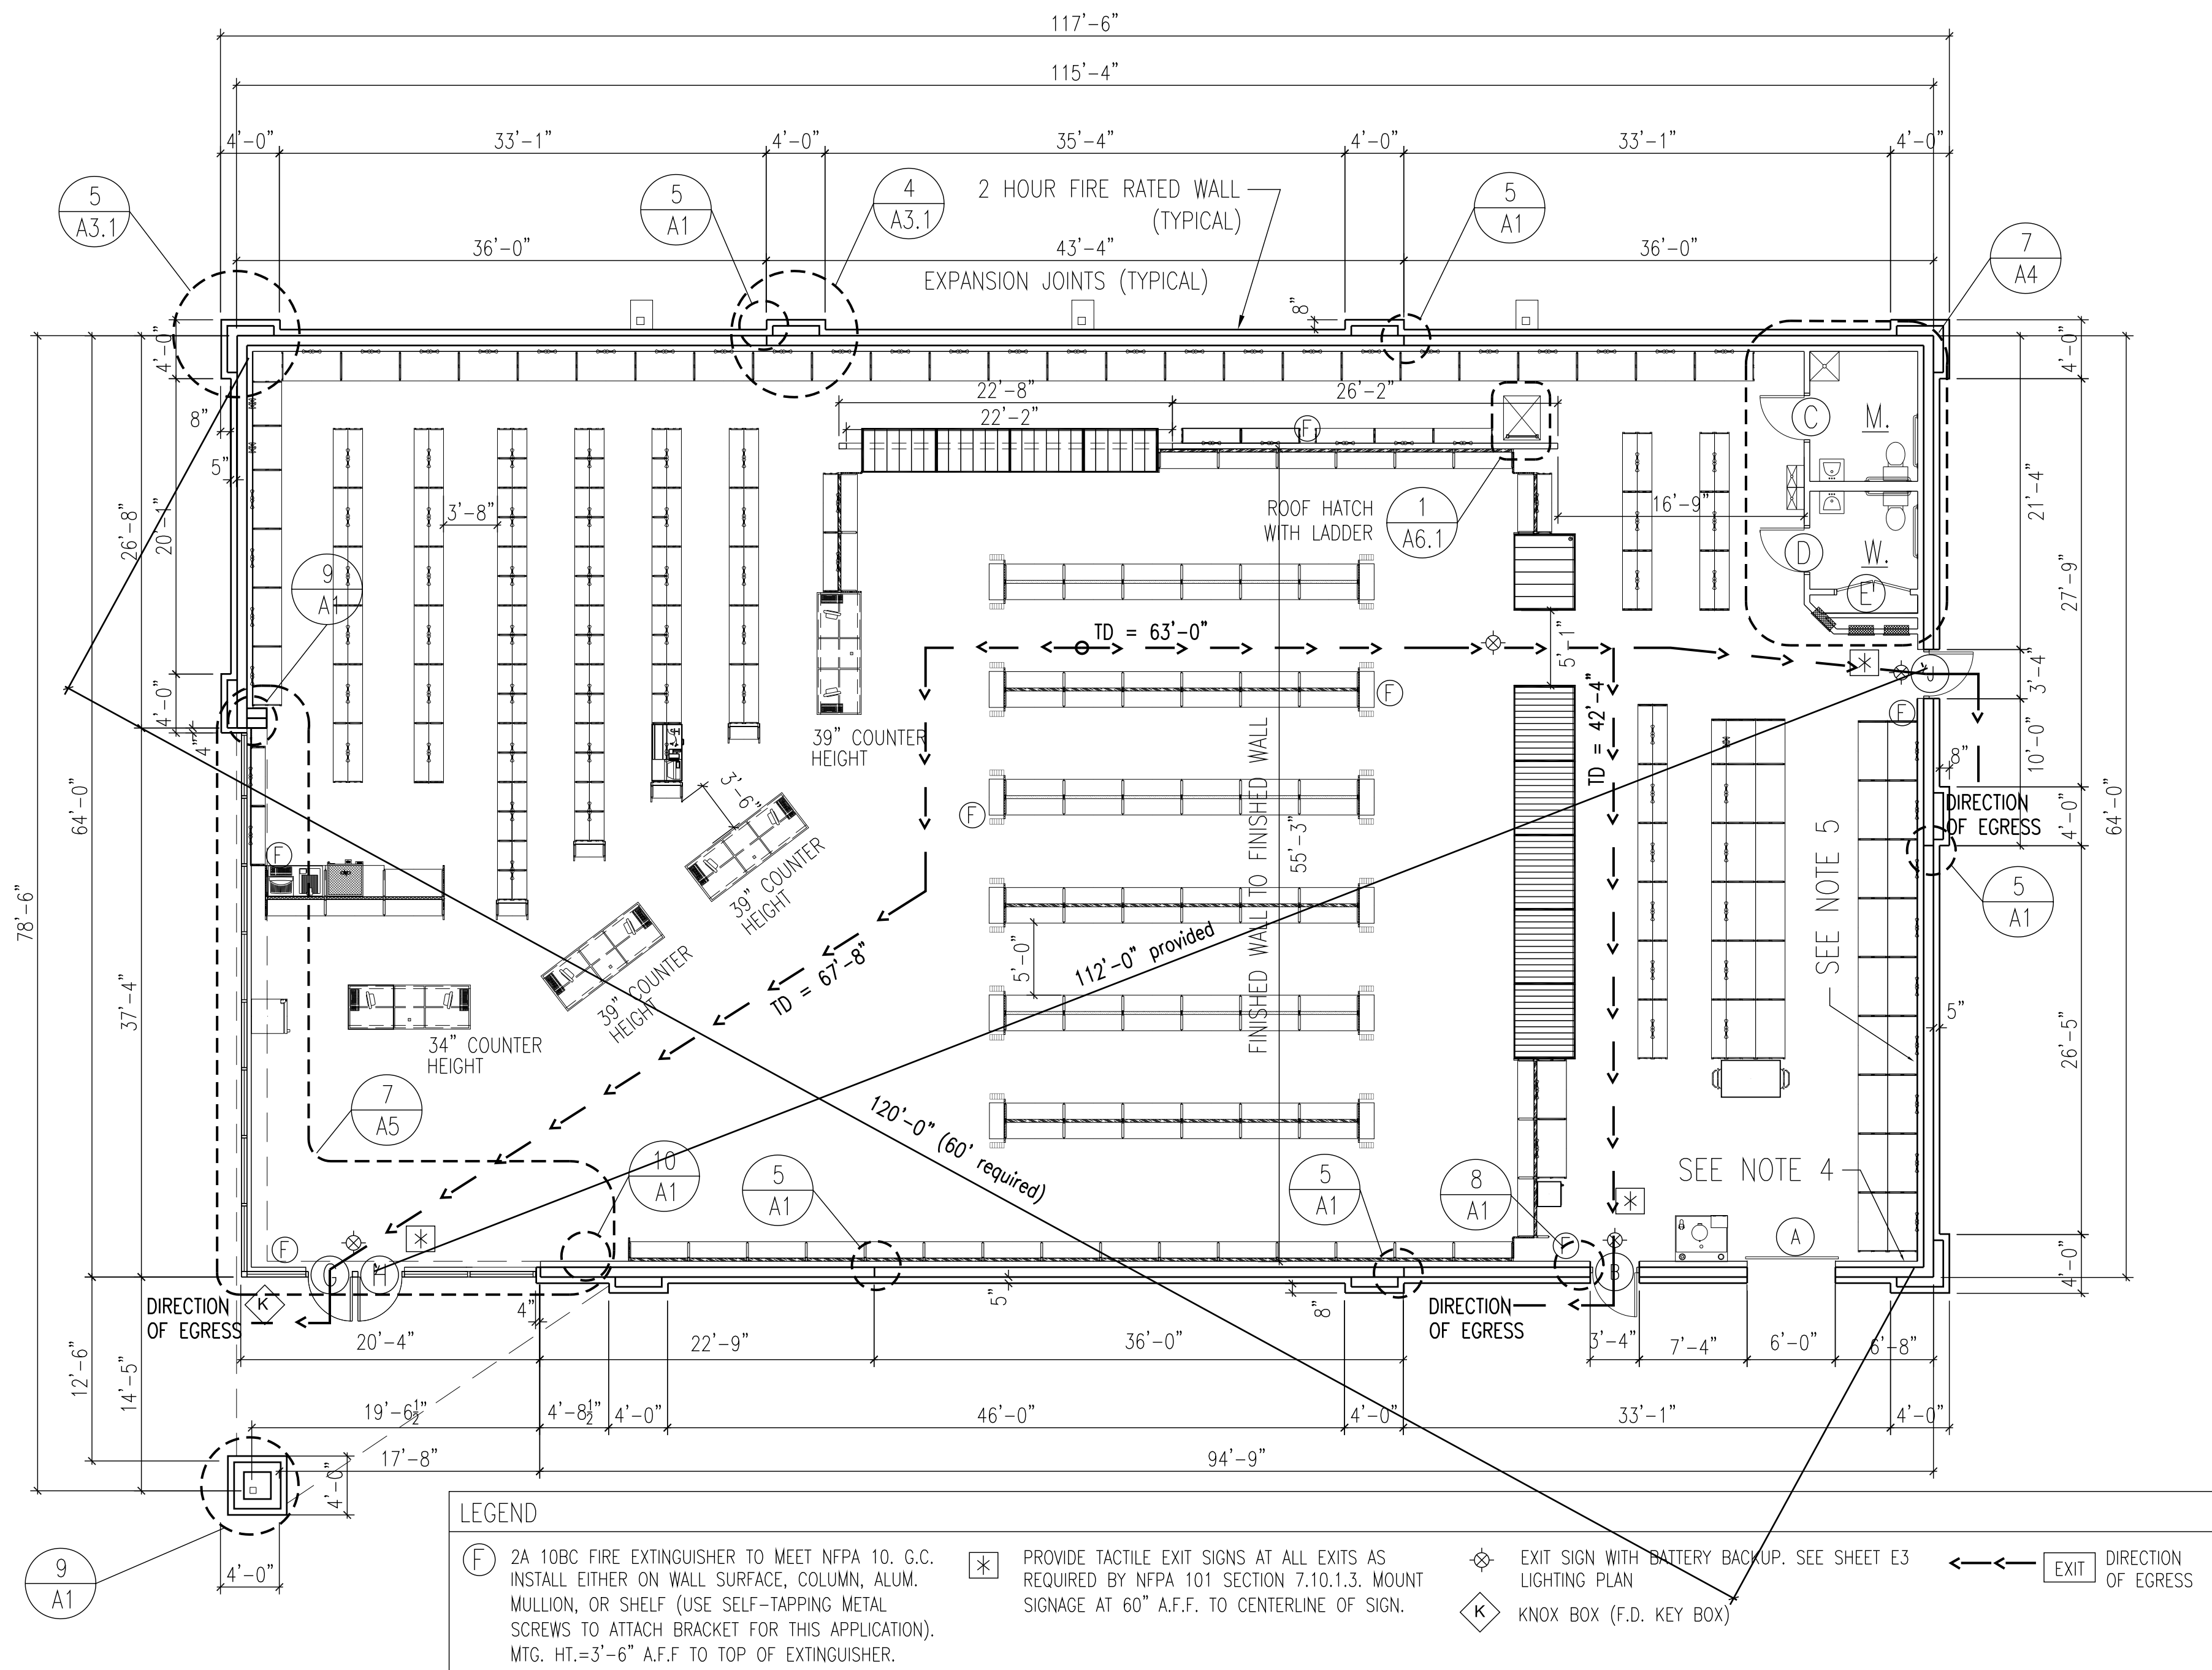 117'-6"
115'-4"
4'-0"
33'-1"
4'-0"
35'-4"
4'-0"
33'-1"
4'-0"
5
A3.1
5
A1
4
A3.1
2 HOUR FIRE RATED WALL
(TYPICAL)
5
A1
7
A4
36'-0"
43'-4"
36'-0"
EXPANSION JOINTS (TYPICAL)
8"
4'-0"
4'-0"
22'-8"
26'-2"
22'-2"
8"
F
C
M.
5"
3'-8"
26'-8"
20'-1"
ROOF HATCH
WITH LADDER
1
A6.1
16'-9"
21'-4"
D
W.
E
27'-9"
9
A1
TD = 63'-0"
5'-1"
3'-4"
J
F
F
4'-0"
4"
39" COUNTER
HEIGHT
TD = 42'-4"
10'-0"
8"
64'-0"
3'-6"
F
DIRECTION
OF EGRESS
4'-0"
64'-0"
F
39" COUNTER
HEIGHT
FINISHED WALL TO FINISHED WALL
55'-3"
SEE NOTE 5
5
A1
78'-6"
5'-0"
112'-0" provided
TD = 67'-8"
37'-4"
39" COUNTER
HEIGHT
34" COUNTER
HEIGHT
5"
26'-5"
7
A5
120'-0" (60' required)
10
A1
5
A1
5
A1
8
A1
SEE NOTE 4
F
F
A
G
H
B
K
DIRECTION
OF EGRESS
4"
5"
8"
DIRECTION
OF EGRESS
4'-0"
20'-4"
22'-9"
36'-0"
3'-4"
7'-4"
6'-0"
6'-8"
12'-6"
14'-5"
19'-6½"
4'-8½"
4'-0"
46'-0"
4'-0"
33'-1"
4'-0"
17'-8"
94'-9"
4'-0"
9
A1
4'-0"
LEGEND
F
2A 10BC FIRE EXTINGUISHER TO MEET NFPA 10. G.C.
INSTALL EITHER ON WALL SURFACE, COLUMN, ALUM.
MULLION, OR SHELF (USE SELF-TAPPING METAL
SCREWS TO ATTACH BRACKET FOR THIS APPLICATION).
MTG. HT.=3'-6" A.F.F TO TOP OF EXTINGUISHER.
PROVIDE TACTILE EXIT SIGNS AT ALL EXITS AS
REQUIRED BY NFPA 101 SECTION 7.10.1.3. MOUNT
SIGNAGE AT 60" A.F.F. TO CENTERLINE OF SIGN.
EXIT SIGN WITH BATTERY BACKUP. SEE SHEET E3
LIGHTING PLAN
K
KNOX BOX (F.D. KEY BOX)
EXIT
DIRECTION
OF EGRESS